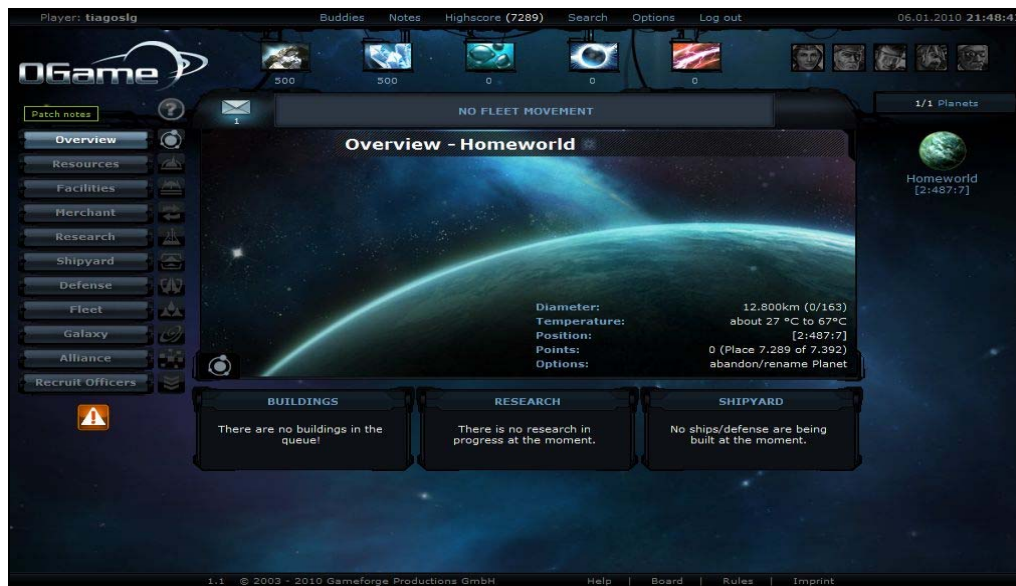 Player: tiagoslg Buddies Notes Highscore (7289) Search Options Log out 06.01.2010 21:48:4
OGame
500 500 0 0 0
Patch notes
?
1
NO FLEET MOVEMENT
1/1 Planets
Overview
Resources
Facilities
Merchant
Research
Shipyard
Defense
Fleet
Galaxy
Alliance
Recruit Officers
Overview - Homeworld
Homeworld
[2:487:7]
Diameter: 12.800km (0/163)
Temperature: about 27 °C to 67°C
Position: [2:487:7]
Points: 0 (Place 7.289 of 7.392)
Options: abandon/rename Planet
BUILDINGS
There are no buildings in the
queue!
RESEARCH
There is no research in
progress at the moment.
SHIPYARD
No ships/defense are being
built at the moment.
1.1 © 2003 - 2010 Gameforge Productions GmbH Help | Board | Rules | Imprint